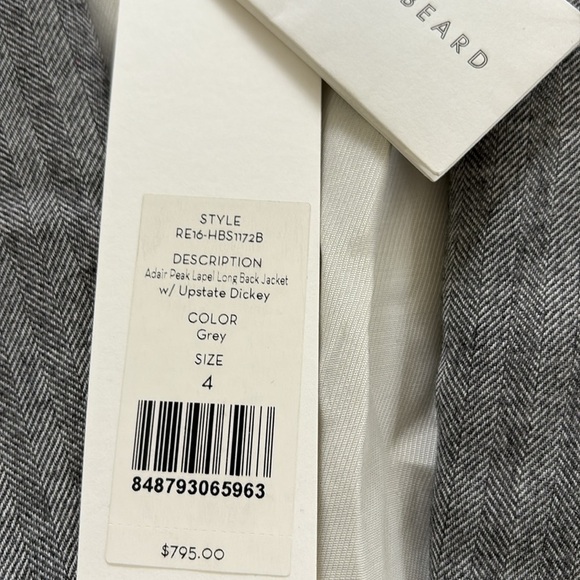 BEARD
STYLE
RE16-HBS1172B
DESCRIPTION
Adair Peak Lapel Long Back Jacket
w/ Upstate Dickey
COLOR
Grey
SIZE
4
848793065963
$795.00